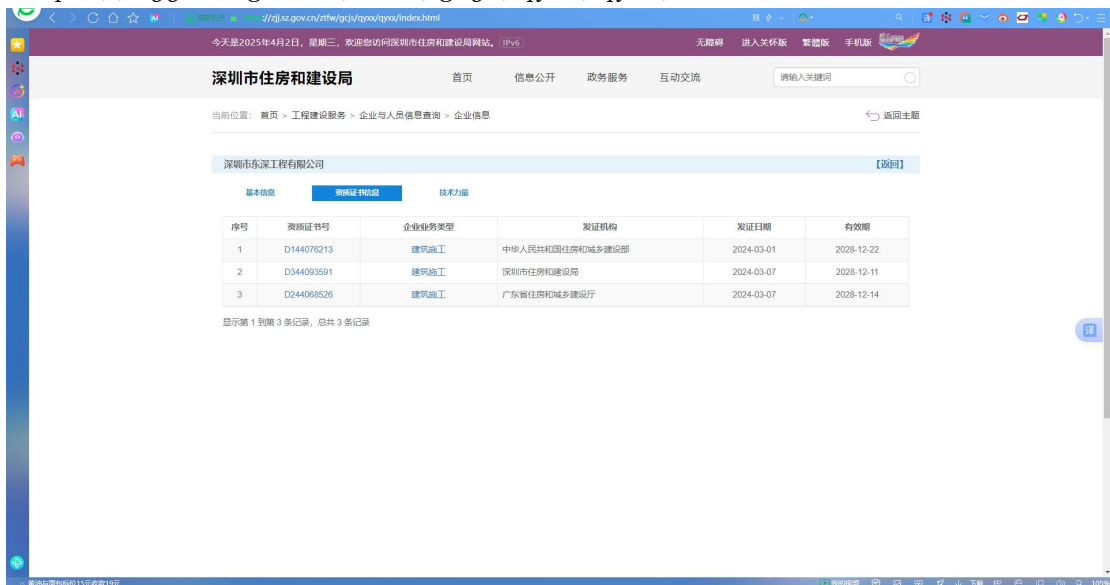 ://zjj.sz.gov.cn/ztfw/gcjs/qyxx/qyxx/index.html
今天是2025年4月2日，星期三，欢迎您访问深圳市住房和建设局网站。 IPv6 无障碍 进入关怀版 繁體版 手机版
深圳市住房和建设局 首页 信息公开 政务服务 互动交流 请输入关键词
当前位置： 首页 > 工程建设服务 > 企业与人员信息查询 > 企业信息 返回主题
深圳市东深工程有限公司 【返回】
基本信息 资质证书信息 技术力量
序号 资质证书号 企业业务类型 发证机构 发证日期 有效期
1 D144076213 建筑施工 中华人民共和国住房和城乡建设部 2024-03-01 2028-12-22
2 D344093591 建筑施工 深圳市住房和建设局 2024-03-07 2028-12-11
3 D244068526 建筑施工 广东省住房和城乡建设厅 2024-03-07 2028-12-14
显示第 1 到第 3 条记录，总共 3 条记录
译
105%